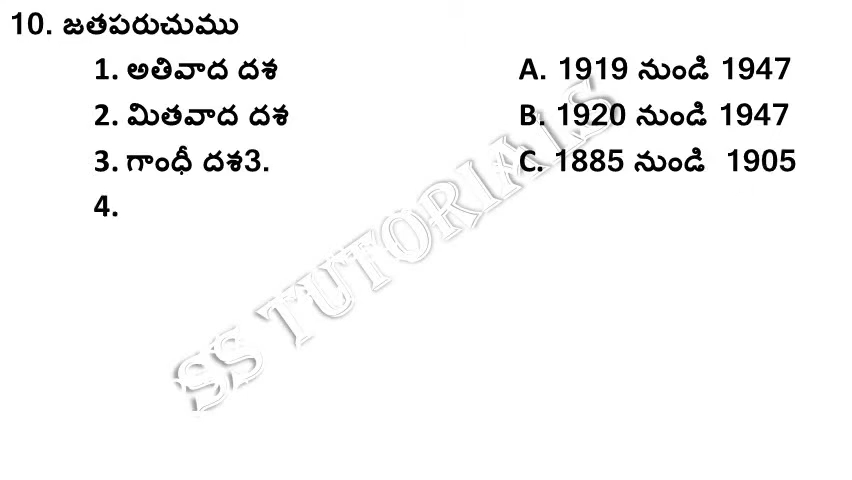 10. జతపరుచుము
1. అతివాద దశ A. 1919 నుండి 1947
2. మితవాద దశ B. 1920 నుండి 1947
3. గాంధీ దశ3. C. 1885 నుండి 1905
4.
SS TUTORIALS